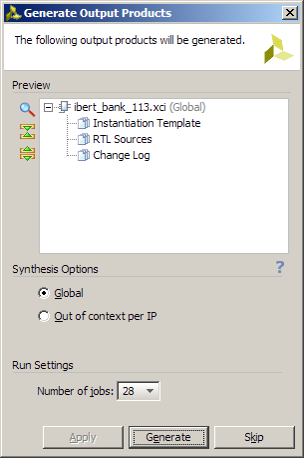 Generate Output Products
The following output products will be generated.
Preview
ibert_bank_113.xci (Global)
Instantiation Template
RTL Sources
Change Log
Synthesis Options
?
Global
Out of context per IP
Run Settings
Number of jobs: 28
Apply Generate Skip